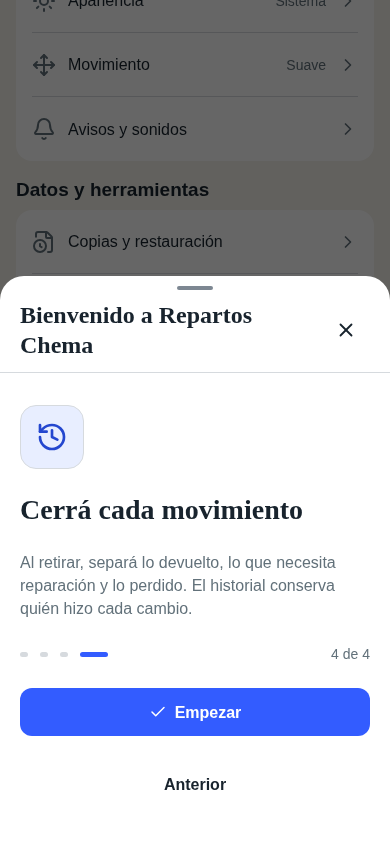 Apariencia
Sistema
Movimiento
Suave
Avisos y sonidos
Datos y herramientas
Copias y restauración
Bienvenido a Repartos
Chema
Cerrá cada movimiento
Al retirar, separá lo devuelto, lo que necesita
reparación y lo perdido. El historial conserva
quién hizo cada cambio.
4 de 4
Empezar
Anterior